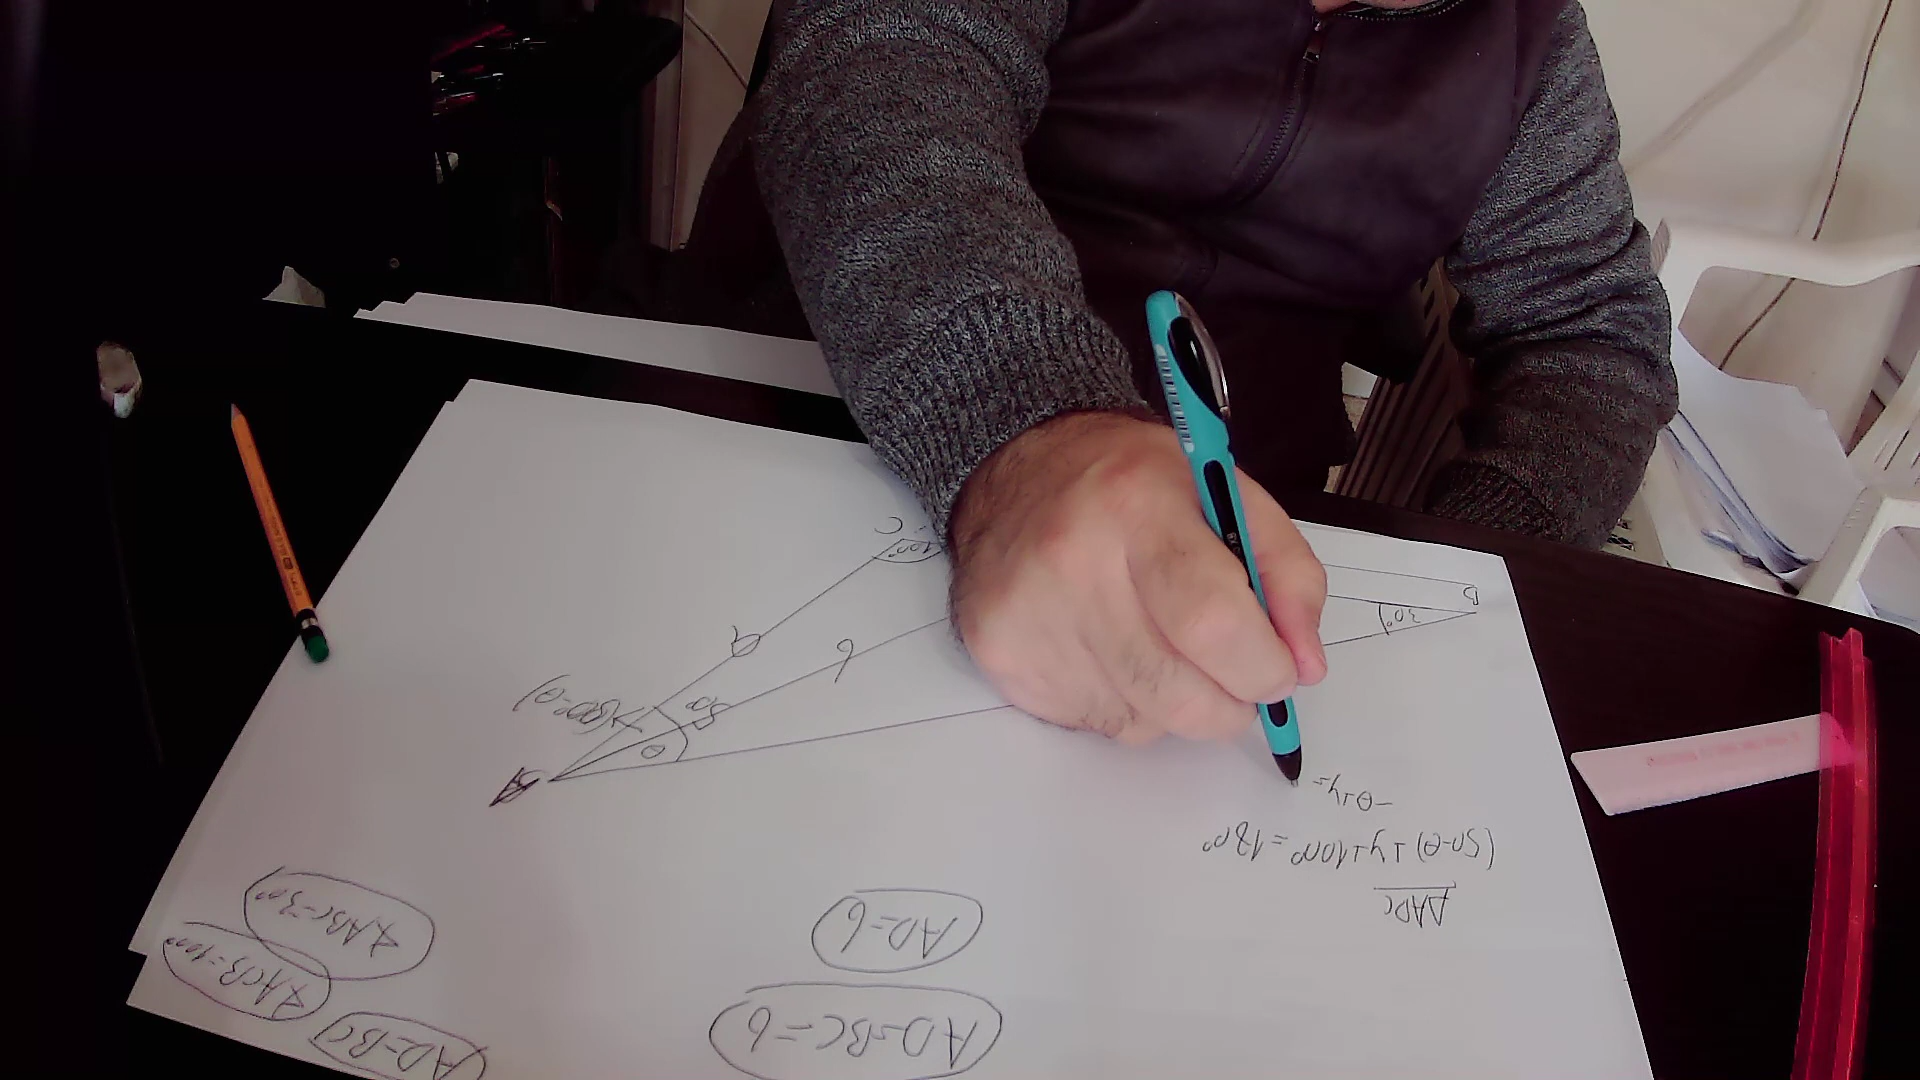 AD=BC=6
AD=BC
∡ACB=100°
∡ABC=30°
AD=6
ΔADC
(50-θ)+y+100°=180°
-θ+y=
A
θ
50°
6
a
100°
C
30°
B